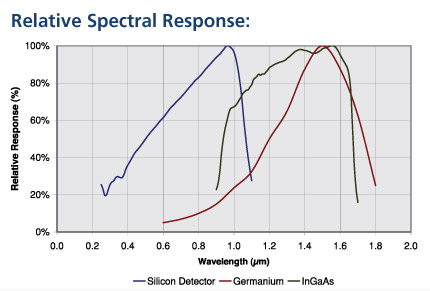 Relative Spectral Response:
100%
80%
60%
40%
20%
0%
Relative Response (%)
0.0 0.2 0.4 0.6 0.8 1.0 1.2 1.4 1.6 1.8 2.0
Wavelength (µm)
Silicon Detector Germanium InGaAs